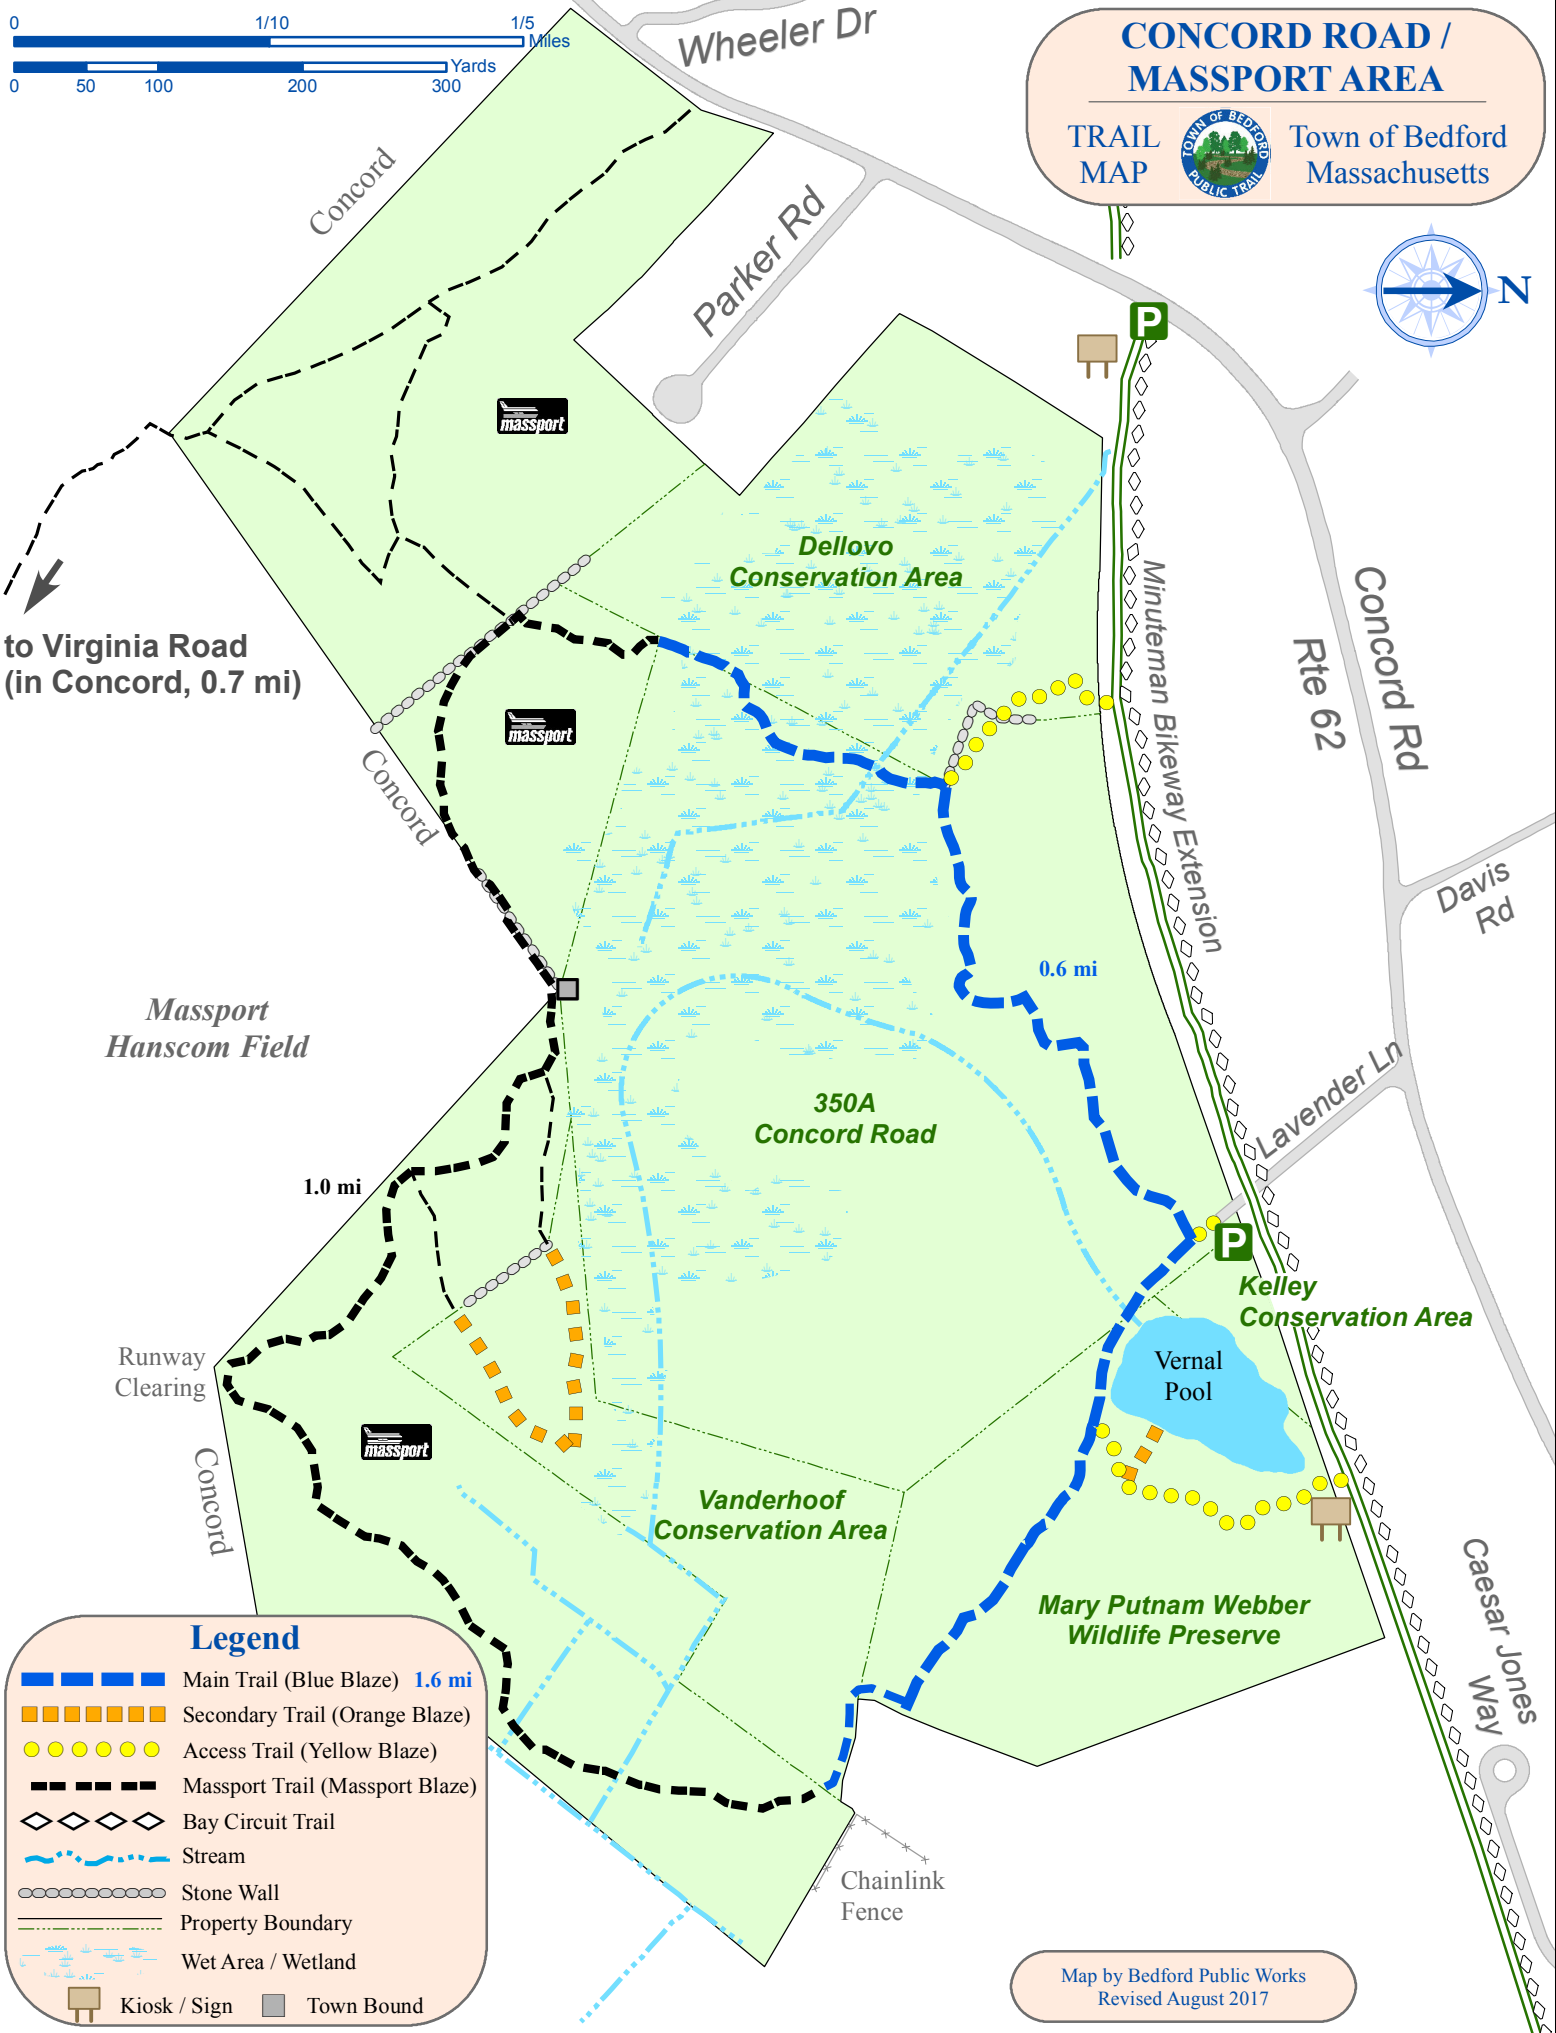 0 1/10 1/5
Miles
Yards
0 50 100 200 300
Wheeler Dr
CONCORD ROAD /
MASSPORT AREA
TRAIL
MAP
TOWN OF BEDFORD
PUBLIC TRAIL
Town of Bedford
Massachusetts
N
Concord
Parker Rd
P
massport
Dellovo
Conservation Area
Minuteman Bikeway Extension
Concord Rd
Rte 62
to Virginia Road
(in Concord, 0.7 mi)
massport
Concord
Davis
Rd
0.6 mi
Massport
Hanscom Field
350A
Concord Road
Lavender Ln
1.0 mi
P
Kelley
Conservation Area
Runway
Clearing
Vernal
Pool
massport
Concord
Vanderhoof
Conservation Area
Mary Putnam Webber
Wildlife Preserve
Caesar Jones
Way
Legend
Main Trail (Blue Blaze) 1.6 mi
Secondary Trail (Orange Blaze)
Access Trail (Yellow Blaze)
Massport Trail (Massport Blaze)
Bay Circuit Trail
Stream
Stone Wall
Property Boundary
Wet Area / Wetland
Kiosk / Sign Town Bound
Chainlink
Fence
Map by Bedford Public Works
Revised August 2017